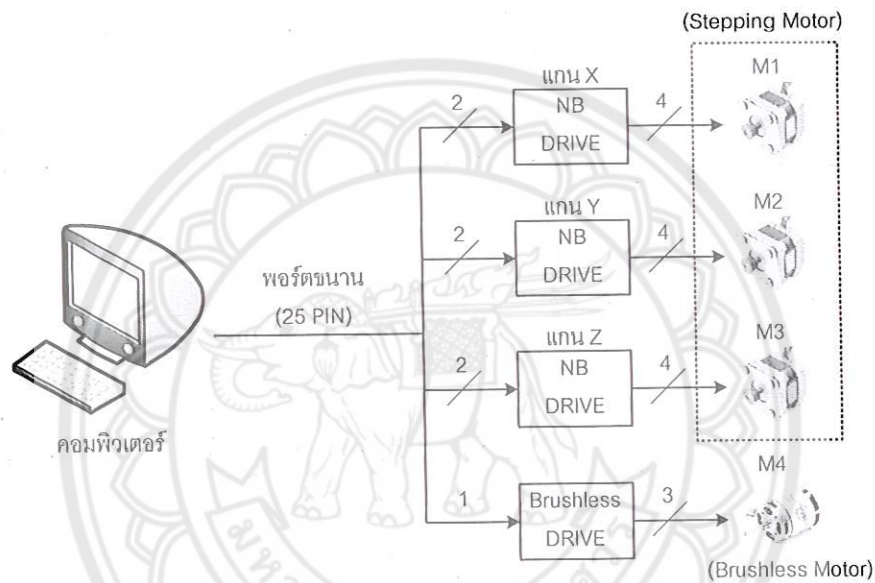 (Stepping Motor)
แกน X
M1
2
NB
DRIVE
4
แกน Y
M2
2
NB
DRIVE
4
พอร์ตขนาน
(25 PIN)
แกน Z
M3
2
NB
DRIVE
4
คอมพิวเตอร์
M4
1
Brushless
DRIVE
3
(Brushless Motor)